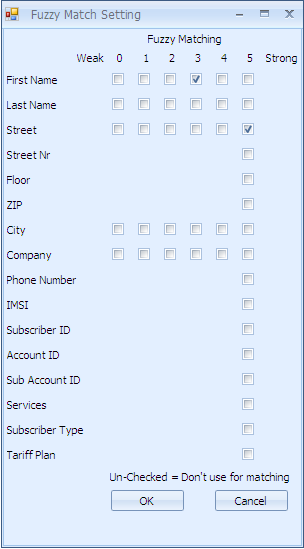 Fuzzy Match Setting
Fuzzy Matching
Weak 0 1 2 3 4 5 Strong
First Name
Last Name
Street
Street Nr
Floor
ZIP
City
Company
Phone Number
IMSI
Subscriber ID
Account ID
Sub Account ID
Services
Subscriber Type
Tariff Plan
Un-Checked = Don't use for matching
OK Cancel